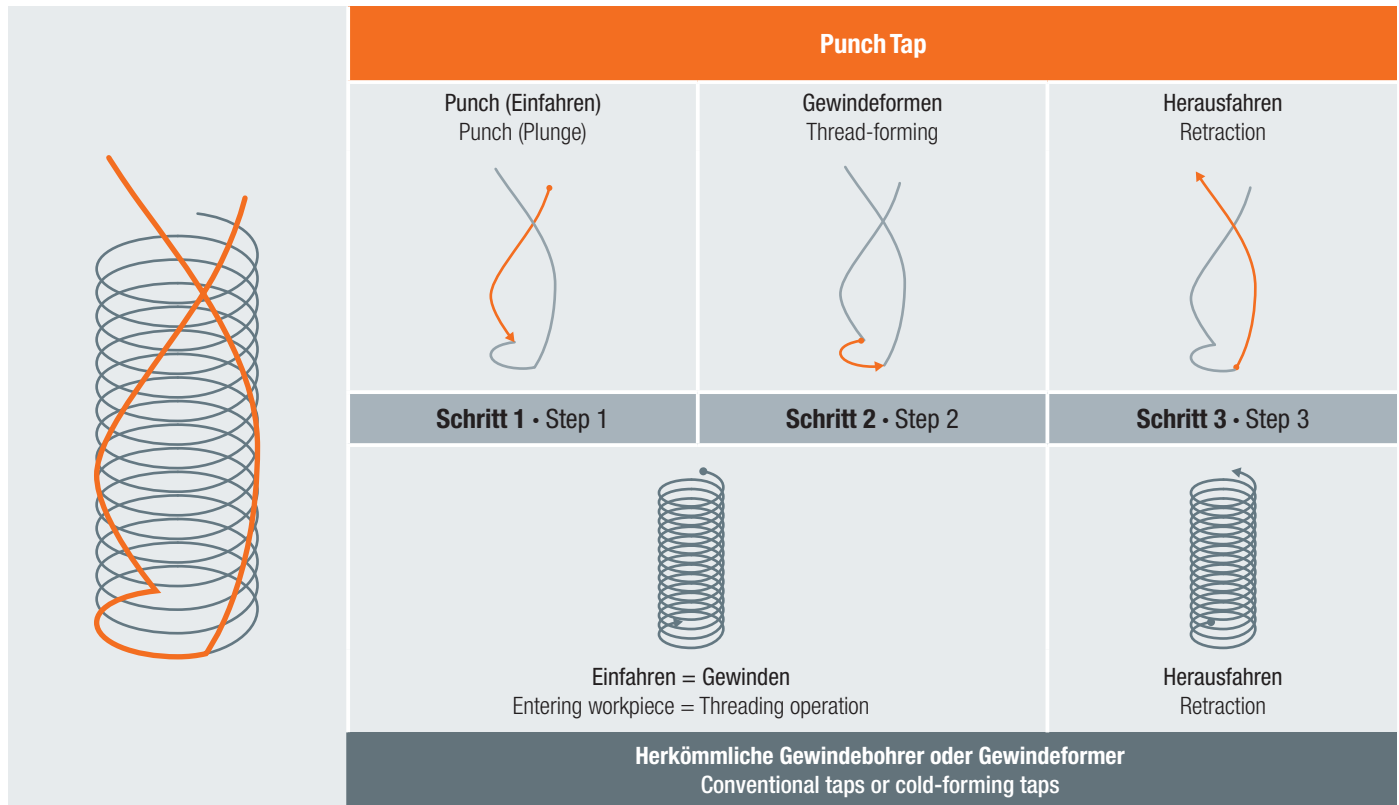 Punch Tap
Punch (Einfahren)
Punch (Plunge)
Gewindeformen
Thread-forming
Herausfahren
Retraction
Schritt 1 • Step 1
Schritt 2 • Step 2
Schritt 3 • Step 3
Einfahren = Gewinden
Entering workpiece = Threading operation
Herausfahren
Retraction
Herkömmliche Gewindebohrer oder Gewindeformer
Conventional taps or cold-forming taps